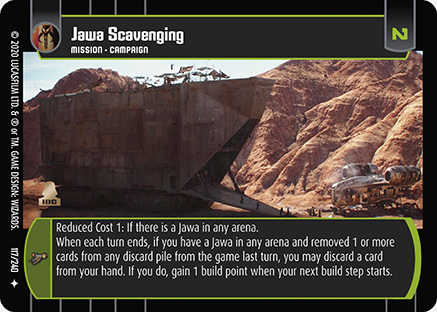 Jawa Scavenging
MISSION - CAMPAIGN
N
IDC
Reduced Cost 1: If there is a Jawa in any arena.
When each turn ends, if you have a Jawa in any arena and removed 1 or more
cards from any discard pile from the game last turn, you may discard a card
from your hand. If you do, gain 1 build point when your next build step starts.
© 2020 LUCASFILM LTD. & ® or TM. GAME DESIGN: WIZARDS.
117/240